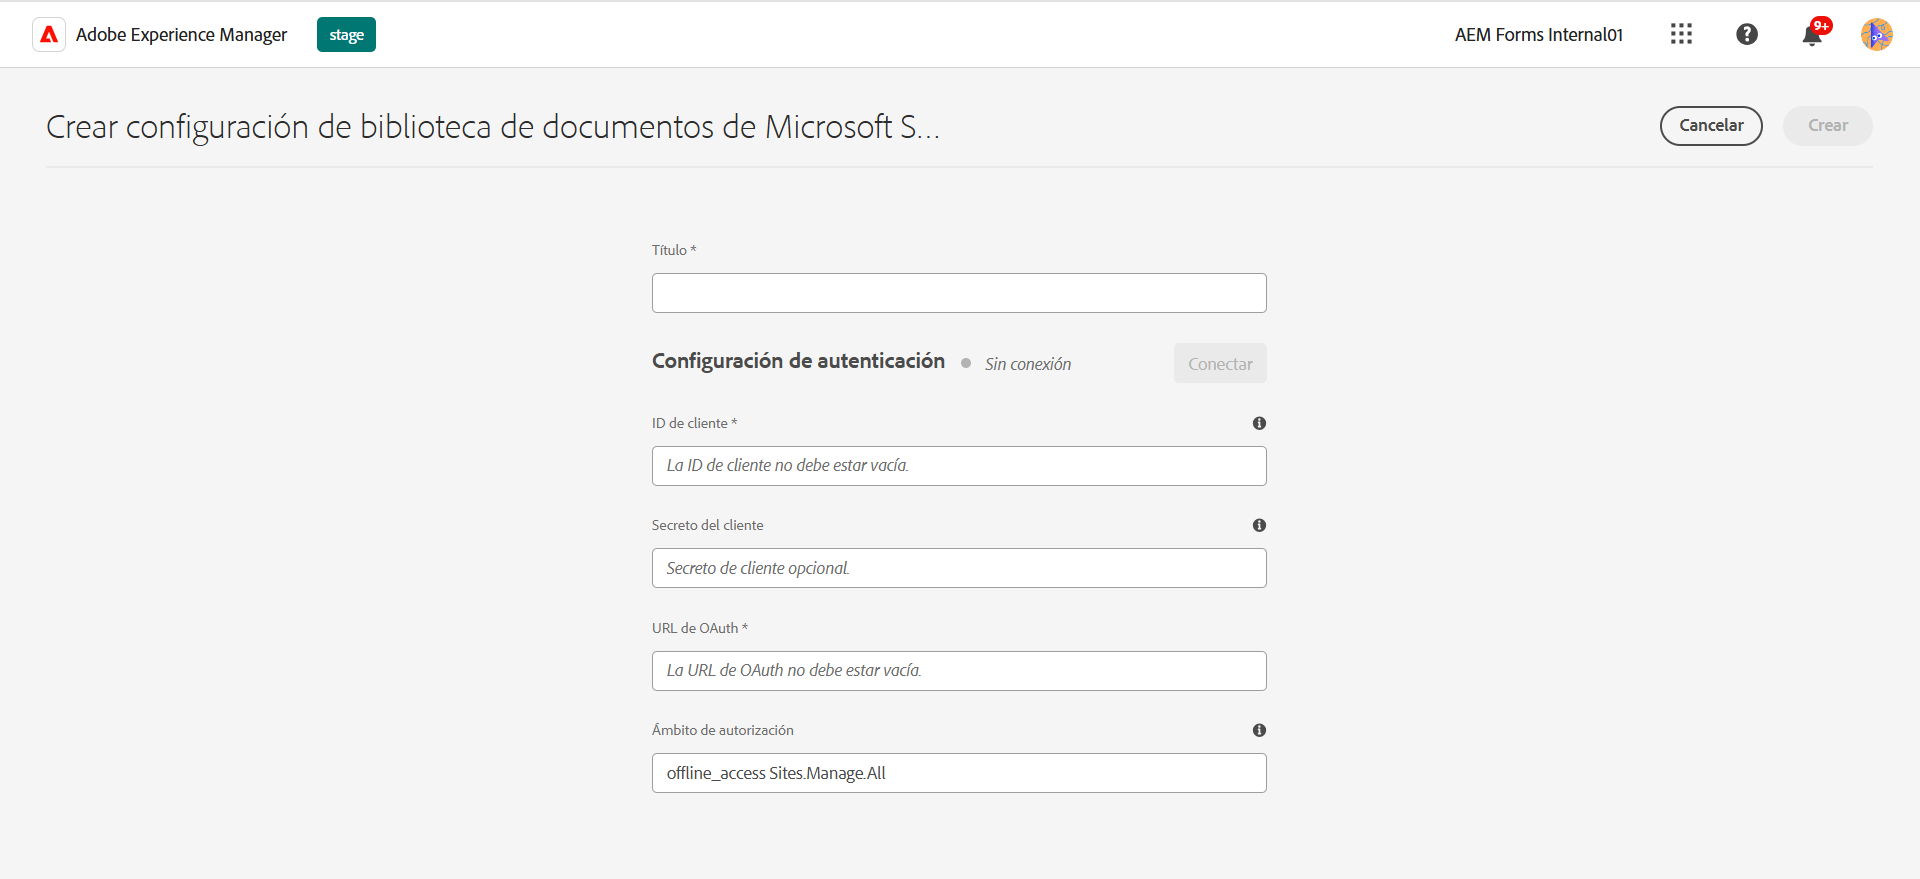 Adobe Experience Manager
stage
AEM Forms Internal01
9+
Crear configuración de biblioteca de documentos de Microsoft S...
Cancelar
Crear
Título *
Configuración de autenticación
Sin conexión
Conectar
ID de cliente *
La ID de cliente no debe estar vacía.
Secreto del cliente
Secreto de cliente opcional.
URL de OAuth *
La URL de OAuth no debe estar vacía.
Ámbito de autorización
offline_access Sites.Manage.All